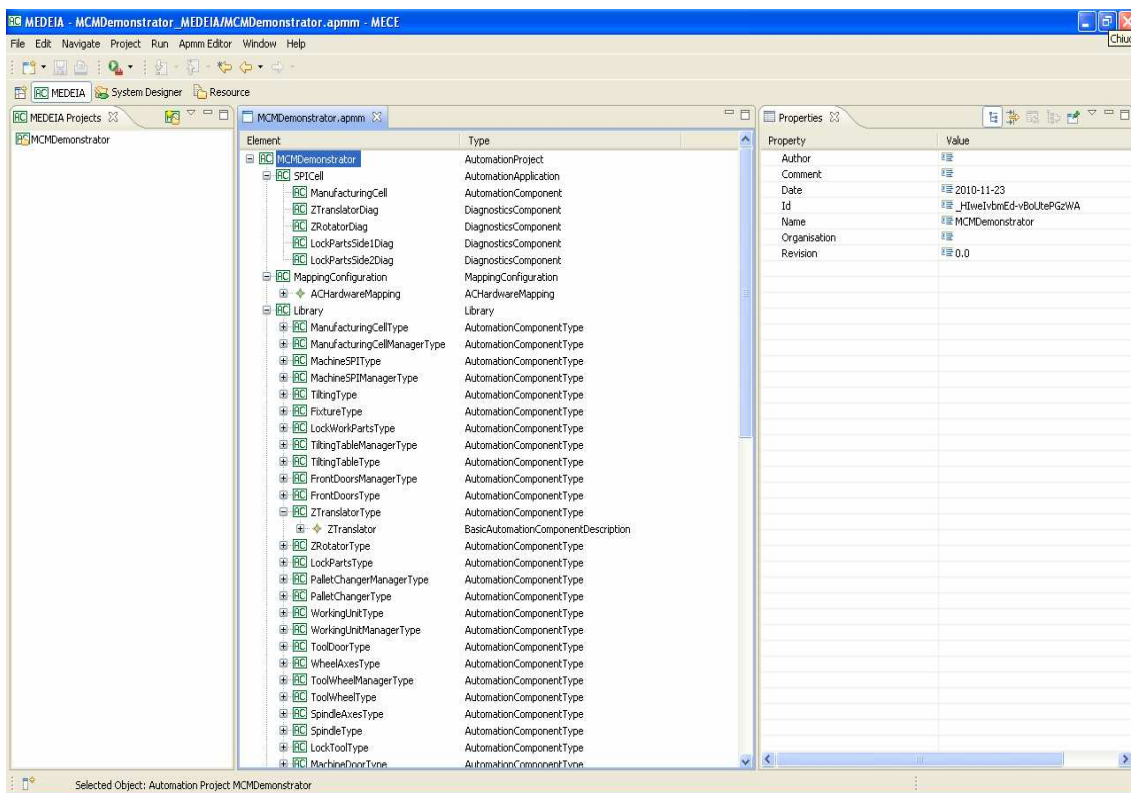 MEDEIA - MCMDemonstrator_MEDEIA/MCMDemonstrator.apmm - MECE
Chiud
File Edit Navigate Project Run Apmm Editor Window Help
MEDEIA System Designer Resource
MEDEIA Projects
MCMDemonstrator
MCMDemonstrator.apmm
Element Type
MCMDemonstrator AutomationProject
SPICell AutomationApplication
ManufacturingCell AutomationComponent
ZTranslatorDiag DiagnosticsComponent
ZRotatorDiag DiagnosticsComponent
LockPartsSide1Diag DiagnosticsComponent
LockPartsSide2Diag DiagnosticsComponent
MappingConfiguration MappingConfiguration
ACHardwareMapping ACHardwareMapping
Library Library
ManufacturingCellType AutomationComponentType
ManufacturingCellManagerType AutomationComponentType
MachineSPIType AutomationComponentType
MachineSPIManagerType AutomationComponentType
TiltingType AutomationComponentType
FixtureType AutomationComponentType
LockWorkPartsType AutomationComponentType
TiltingTableManagerType AutomationComponentType
TiltingTableType AutomationComponentType
FrontDoorsManagerType AutomationComponentType
FrontDoorsType AutomationComponentType
ZTranslatorType AutomationComponentType
ZTranslator BasicAutomationComponentDescription
ZRotatorType AutomationComponentType
LockPartsType AutomationComponentType
PalletChangerManagerType AutomationComponentType
PalletChangerType AutomationComponentType
WorkingUnitType AutomationComponentType
WorkingUnitManagerType AutomationComponentType
ToolDoorType AutomationComponentType
WheelAxesType AutomationComponentType
ToolWheelManagerType AutomationComponentType
ToolWheelType AutomationComponentType
SpindleAxesType AutomationComponentType
SpindleType AutomationComponentType
LockToolType AutomationComponentType
MachineDoorType AutomationComponentType
Properties
Property Value
Author
Comment
Date 2010-11-23
Id _HIweIvbmEd-vBoUtePGzWA
Name MCMDemonstrator
Organisation
Revision 0.0
Selected Object: Automation Project MCMDemonstrator